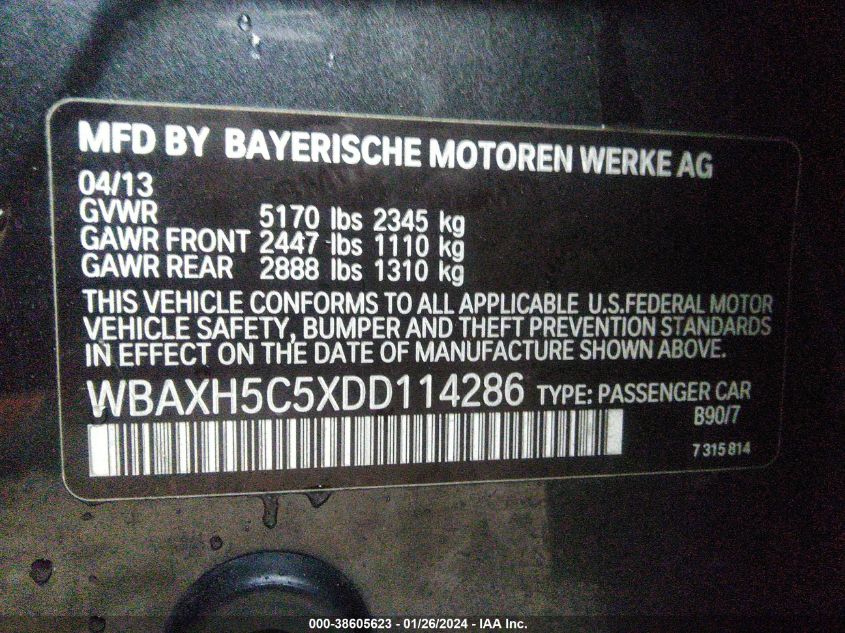 MFD BY BAYERISCHE MOTOREN WERKE AG
04/13
GVWR 5170 lbs 2345 kg
GAWR FRONT 2447 lbs 1110 kg
GAWR REAR 2888 lbs 1310 kg
THIS VEHICLE CONFORMS TO ALL APPLICABLE U.S.FEDERAL MOTOR
VEHICLE SAFETY, BUMPER AND THEFT PREVENTION STANDARDS
IN EFFECT ON THE DATE OF MANUFACTURE SHOWN ABOVE.
WBAXH5C5XDD114286 TYPE: PASSENGER CAR
B90/7
7315814
000-38605623 - 01/26/2024 - IAA Inc.